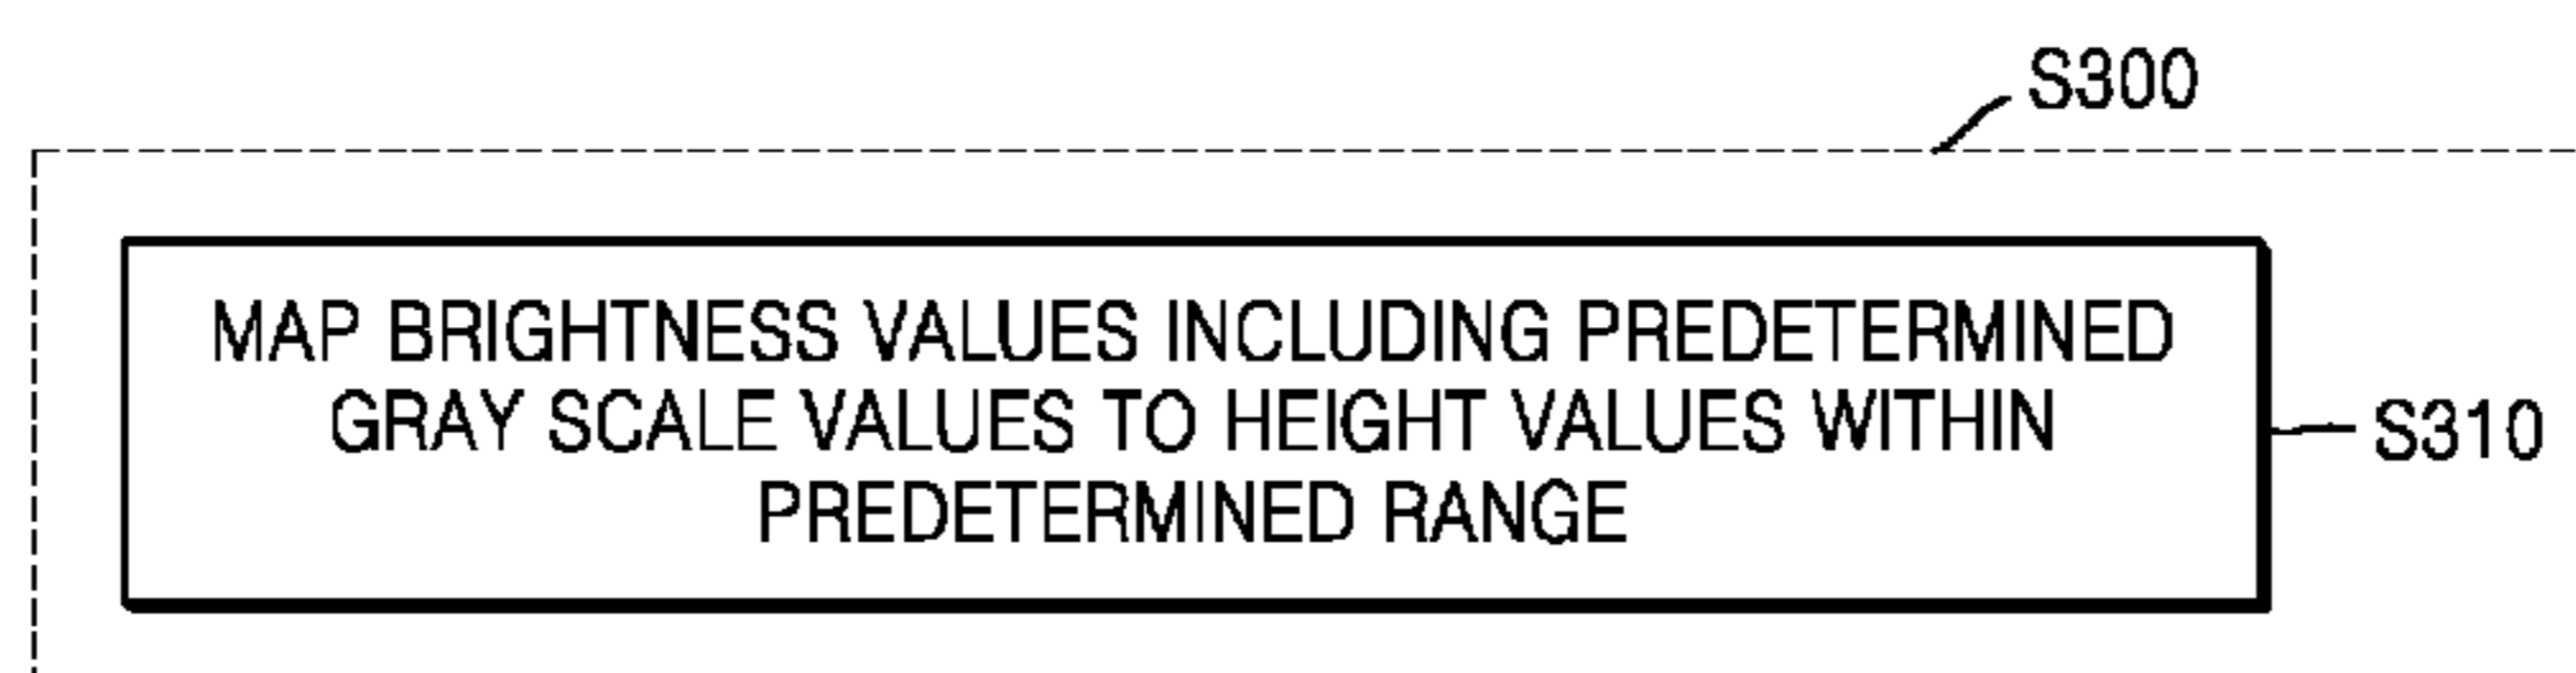 S300
MAP BRIGHTNESS VALUES INCLUDING PREDETERMINED
GRAY SCALE VALUES TO HEIGHT VALUES WITHIN
PREDETERMINED RANGE
S310